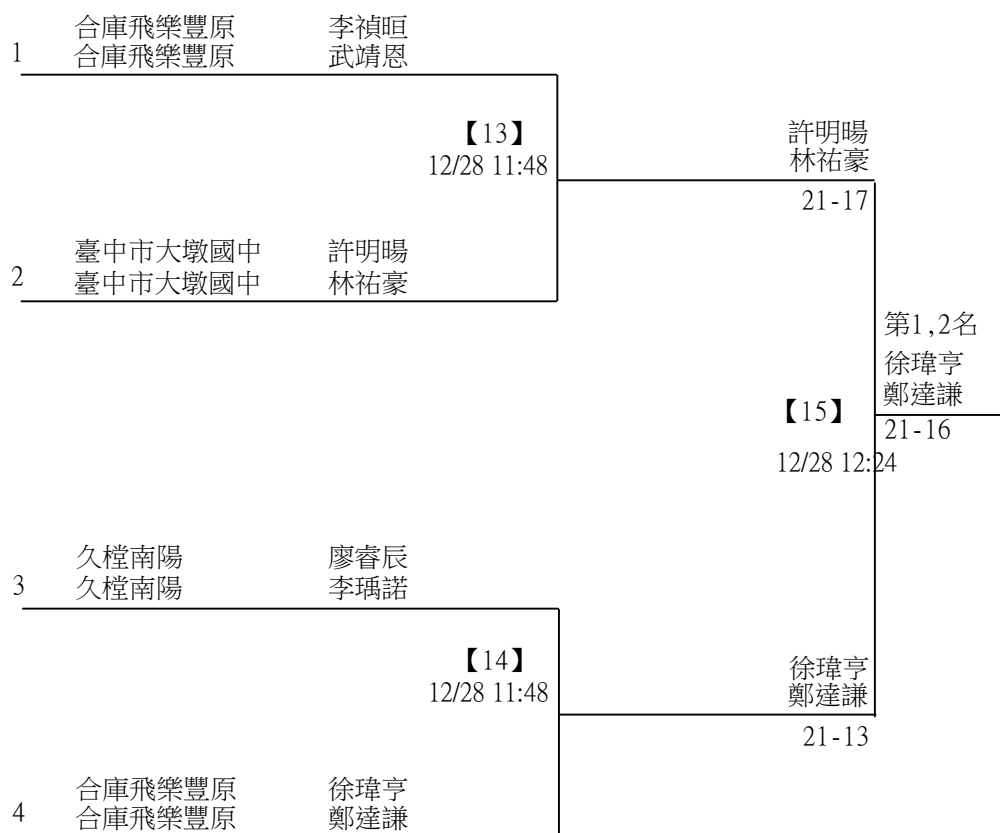 合庫飛樂豐原 李禎晅
1 合庫飛樂豐原 武靖恩
【13】
12/28 11:48
許明暘
林祐豪
21-17
臺中市大墩國中 許明暘
2 臺中市大墩國中 林祐豪
第1,2名
徐瑋亨
鄭達謙
【15】
21-16
12/28 12:24
久樘南陽 廖睿辰
3 久樘南陽 李瑀諾
【14】
12/28 11:48
徐瑋亨
鄭達謙
21-13
合庫飛樂豐原 徐瑋亨
4 合庫飛樂豐原 鄭達謙